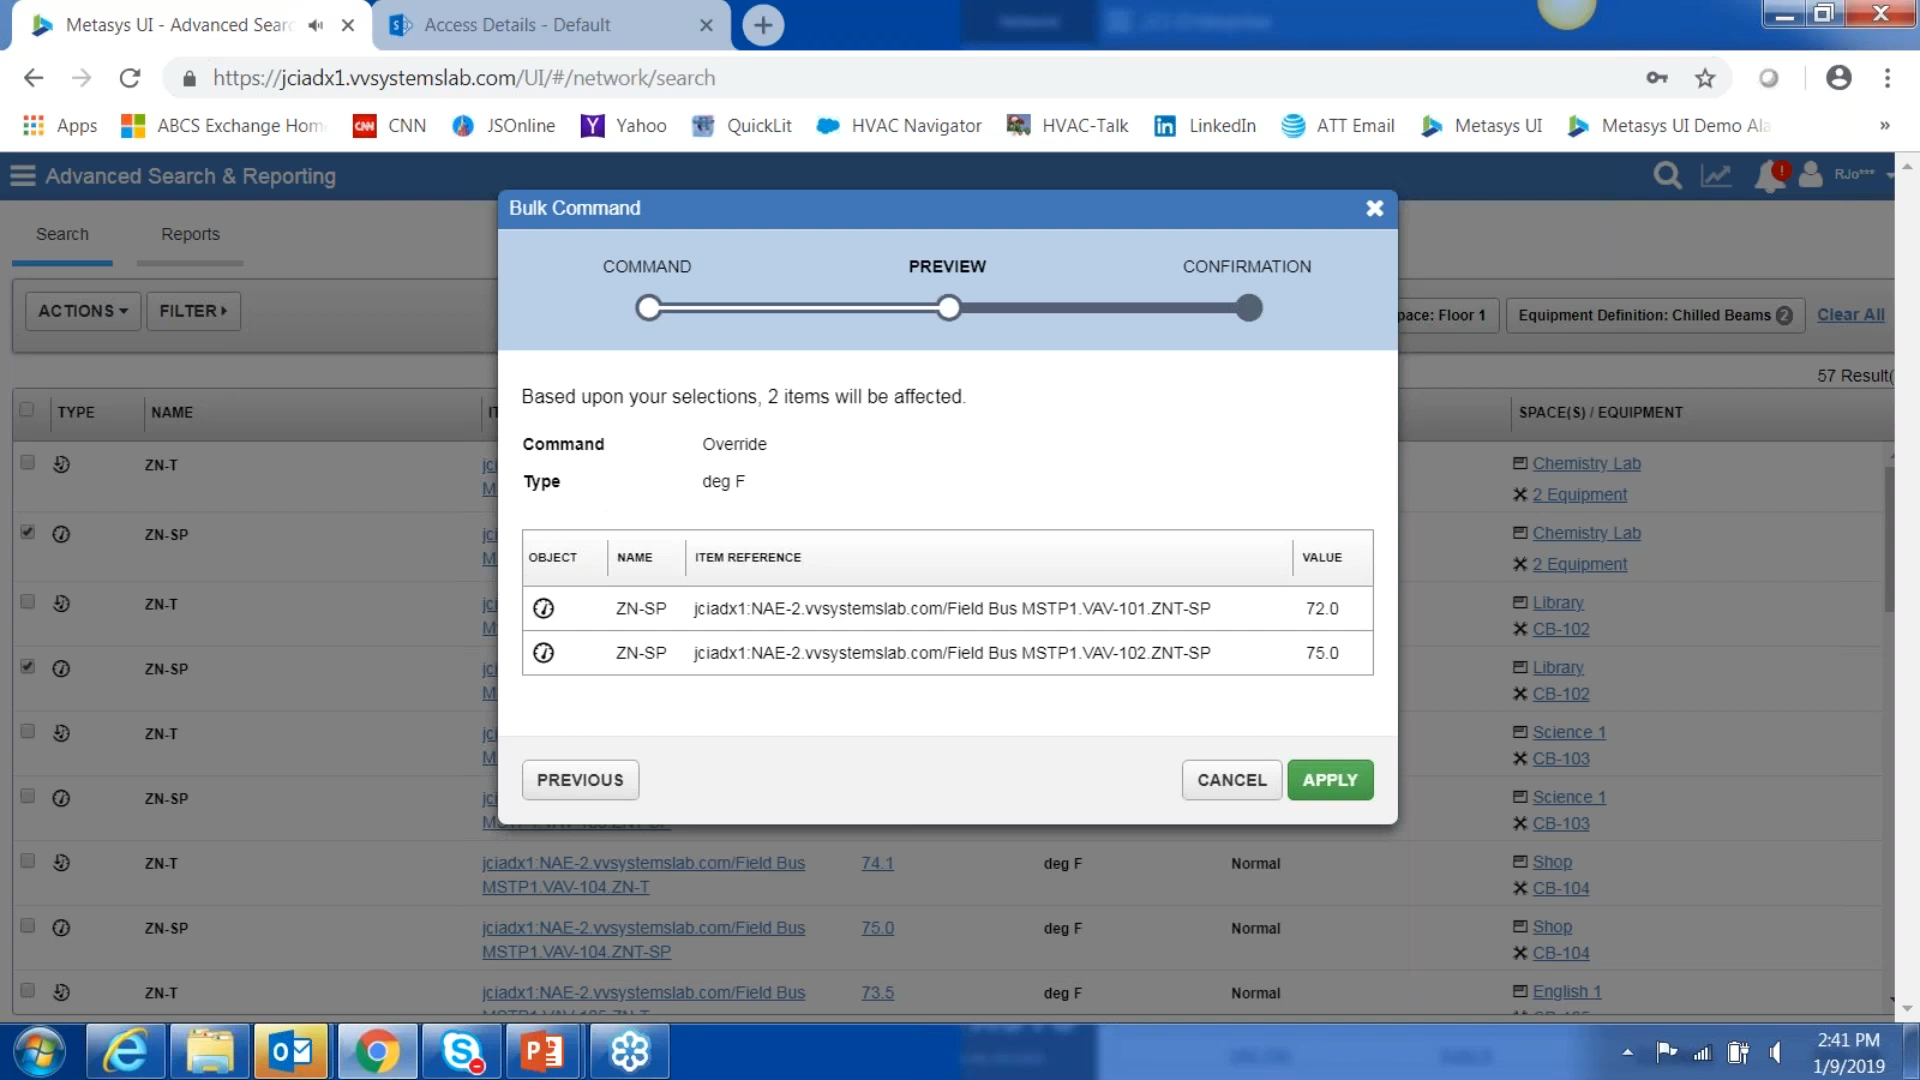 Metasys UI - Advanced Searc
Access Details - Default
https://jciadx1.vvsystemslab.com/UI/#/network/search
Apps
ABCS Exchange Hom
CNN
CNN
JSOnline
Yahoo
QuickLit
HVAC Navigator
HVAC-Talk
LinkedIn
ATT Email
Metasys UI
Metasys UI Demo Ala
»
Advanced Search & Reporting
RJo***
Search
Reports
ACTIONS
FILTER
pace: Floor 1
Equipment Definition: Chilled Beams 2
Clear All
57 Result(
Bulk Command
COMMAND
PREVIEW
CONFIRMATION
Based upon your selections, 2 items will be affected.
Command Override
Type deg F
OBJECT NAME ITEM REFERENCE VALUE
ZN-SP jciadx1:NAE-2.vvsystemslab.com/Field Bus MSTP1.VAV-101.ZNT-SP 72.0
ZN-SP jciadx1:NAE-2.vvsystemslab.com/Field Bus MSTP1.VAV-102.ZNT-SP 75.0
PREVIOUS
CANCEL
APPLY
TYPE NAME IT SPACE(S) / EQUIPMENT
ZN-T jci Chemistry Lab
M 2 Equipment
ZN-SP jci Chemistry Lab
M 2 Equipment
ZN-T jci Library
M CB-102
ZN-SP jci Library
M CB-102
ZN-T jci Science 1
M CB-103
ZN-SP jci Science 1
CB-103
ZN-T jciadx1:NAE-2.vvsystemslab.com/Field Bus 74.1 deg F Normal Shop
MSTP1.VAV-104.ZN-T CB-104
ZN-SP jciadx1:NAE-2.vvsystemslab.com/Field Bus 75.0 deg F Normal Shop
MSTP1.VAV-104.ZNT-SP CB-104
ZN-T jciadx1:NAE-2.vvsystemslab.com/Field Bus 73.5 deg F Normal English 1
2:41 PM
1/9/2019